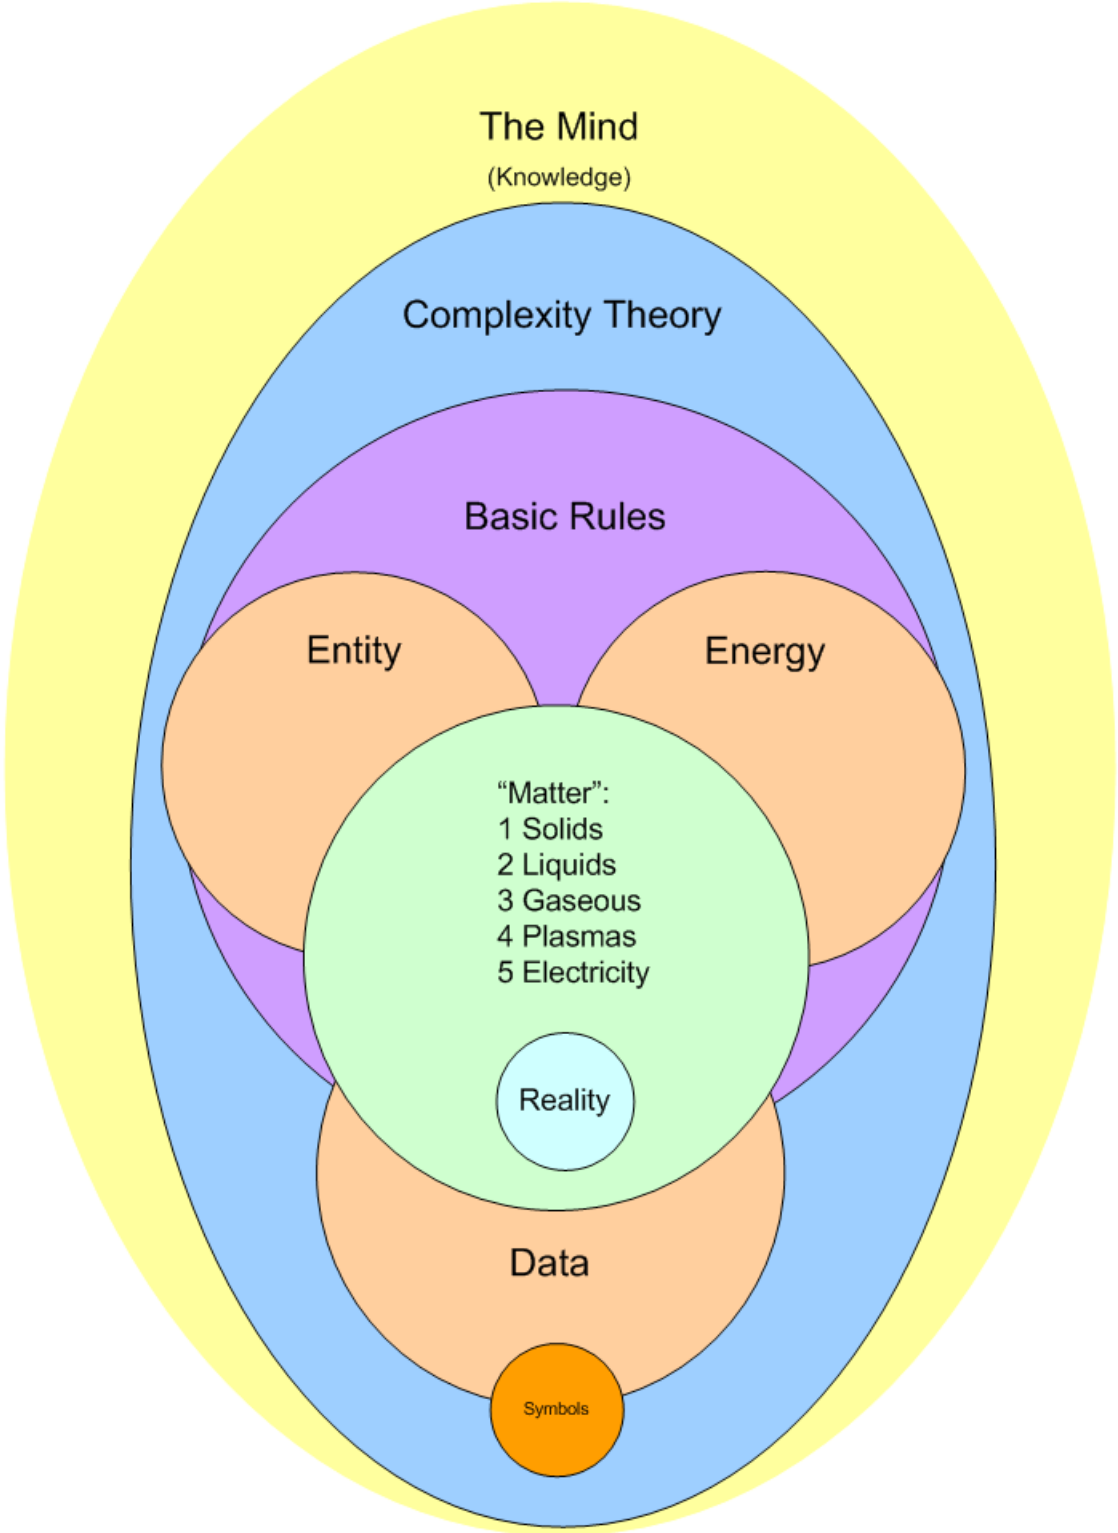 The Mind
(Knowledge)
Complexity Theory
Basic Rules
Entity
Energy
“Matter”:
1 Solids
2 Liquids
3 Gaseous
4 Plasmas
5 Electricity
Reality
Data
Symbols